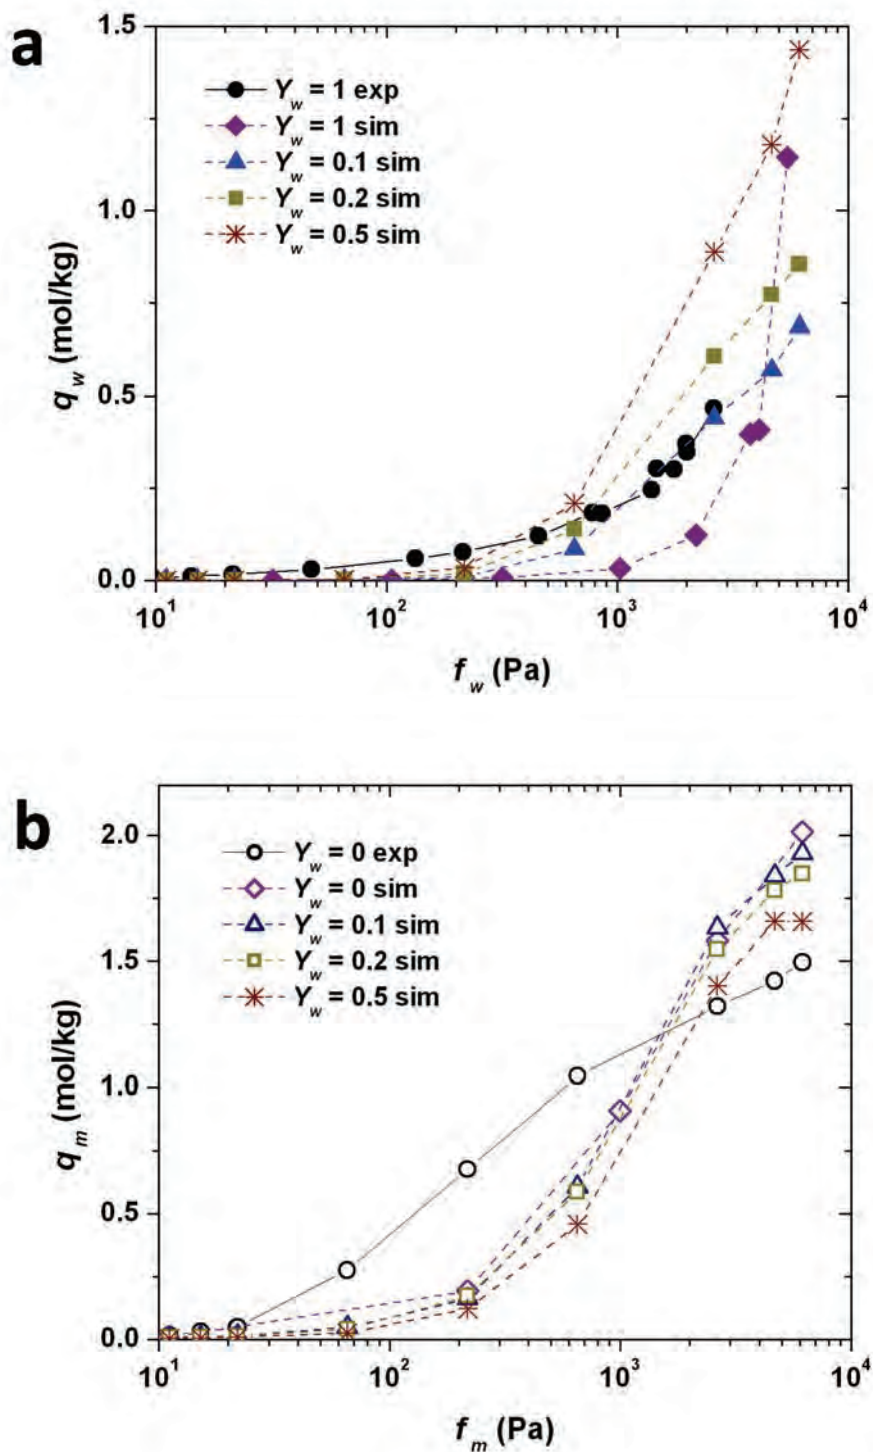 a
1.5
1.0
0.5
0.0
q_w (mol/kg)
Y_w = 1 exp
Y_w = 1 sim
Y_w = 0.1 sim
Y_w = 0.2 sim
Y_w = 0.5 sim
10^1 10^2 10^3 10^4
f_w (Pa)
b
2.0
1.5
1.0
0.5
0.0
q_m (mol/kg)
Y_w = 0 exp
Y_w = 0 sim
Y_w = 0.1 sim
Y_w = 0.2 sim
Y_w = 0.5 sim
10^1 10^2 10^3 10^4
f_m (Pa)